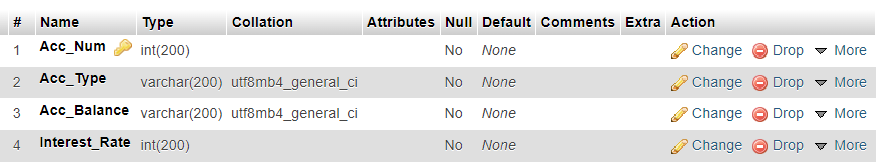 # Name Type Collation Attributes Null Default Comments Extra Action
1 Acc_Num int(200) No None Change Drop More
2 Acc_Type varchar(200) utf8mb4_general_ci No None Change Drop More
3 Acc_Balance varchar(200) utf8mb4_general_ci No None Change Drop More
4 Interest_Rate int(200) No None Change Drop More